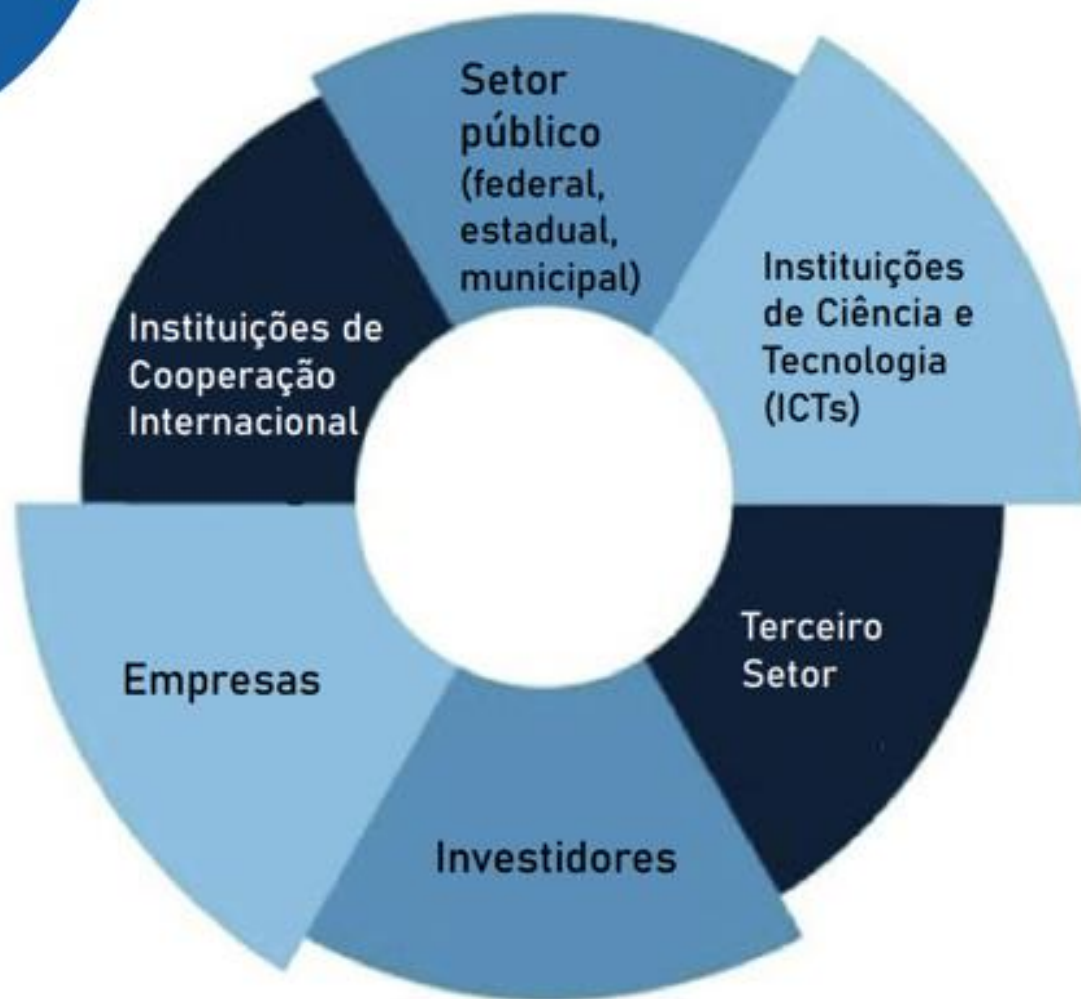 Setor
público
(federal,
estadual,
municipal)
Instituições
de Ciência e
Tecnologia
(ICTs)
Terceiro
Setor
Investidores
Empresas
Instituições de
Cooperação
Internacional